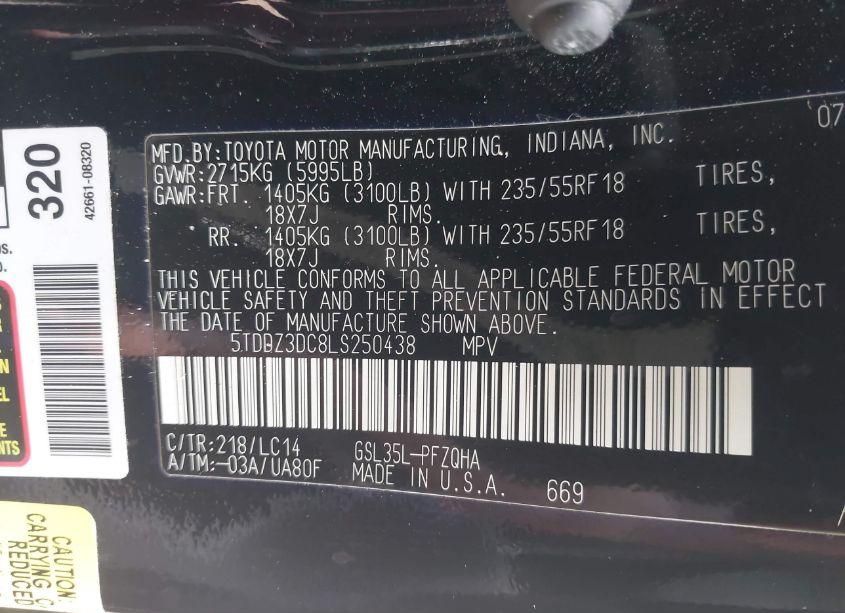 '07
MFD.BY:TOYOTA MOTOR MANUFACTURING, INDIANA, INC.
GVWR:2715KG (5995LB)
GAWR:FRT. 1405KG (3100LB) WITH 235/55RF18 TIRES,
18X7J RIMS.
RR. 1405KG (3100LB) WITH 235/55RF18 TIRES,
18X7J RIMS.
THIS VEHICLE CONFORMS TO ALL APPLICABLE FEDERAL MOTOR
VEHICLE SAFETY AND THEFT PREVENTION STANDARDS IN EFFECT
THE DATE OF MANUFACTURE SHOWN ABOVE.
5TDDZ3DC8LS250438 MPV
C/TR:218/LC14 GSL35L-PFZQHA
A/TM:-03A/UA80F MADE IN U.S.A. 669
320
42661-08320
CAUTION:
CARRYING C
REDUCED